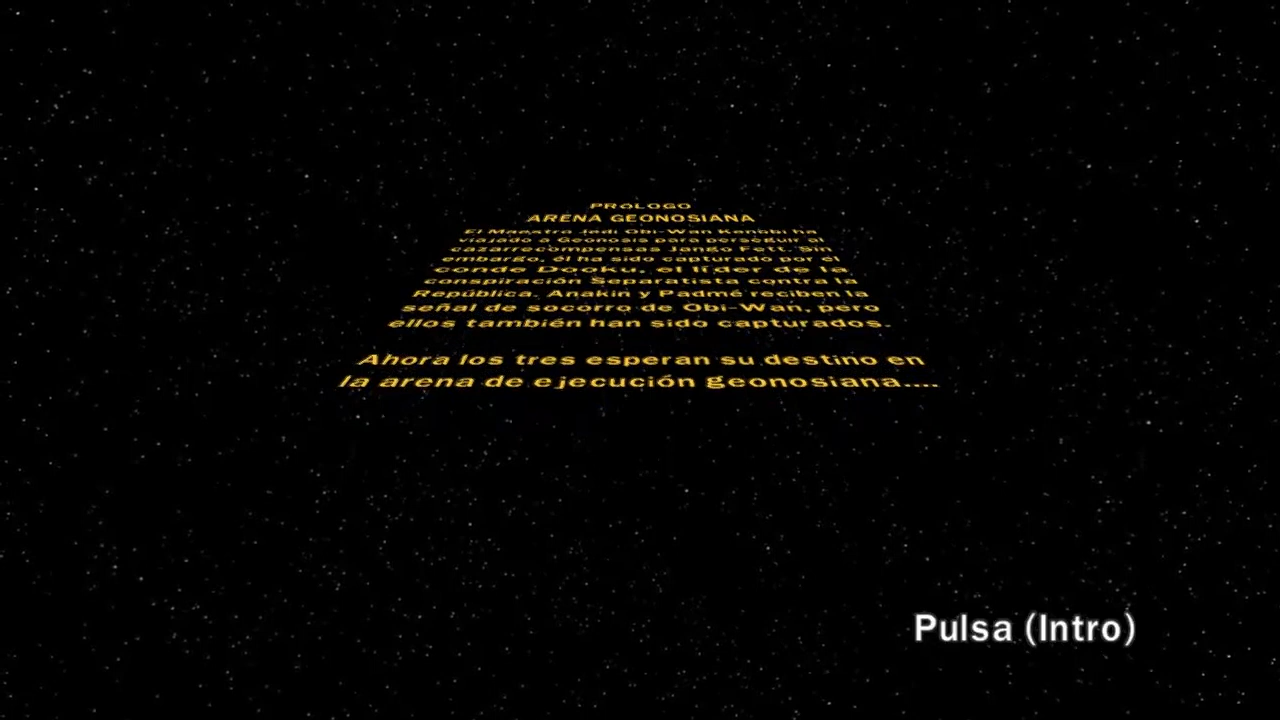 PRÓLOGO
ARENA GEONOSIANA
El Maestro Jedi Obi-Wan Kenobi ha
viajado a Geonosis para perseguir al
cazarrecompensas Jango Fett. Sin
embargo, él ha sido capturado por el
conde Dooku, el líder de la
conspiración Separatista contra la
República. Anakin y Padmé reciben la
señal de socorro de Obi-Wan, pero
ellos también han sido capturados.
Ahora los tres esperan su destino en
la arena de ejecución geonosiana....
Pulsa (Intro)